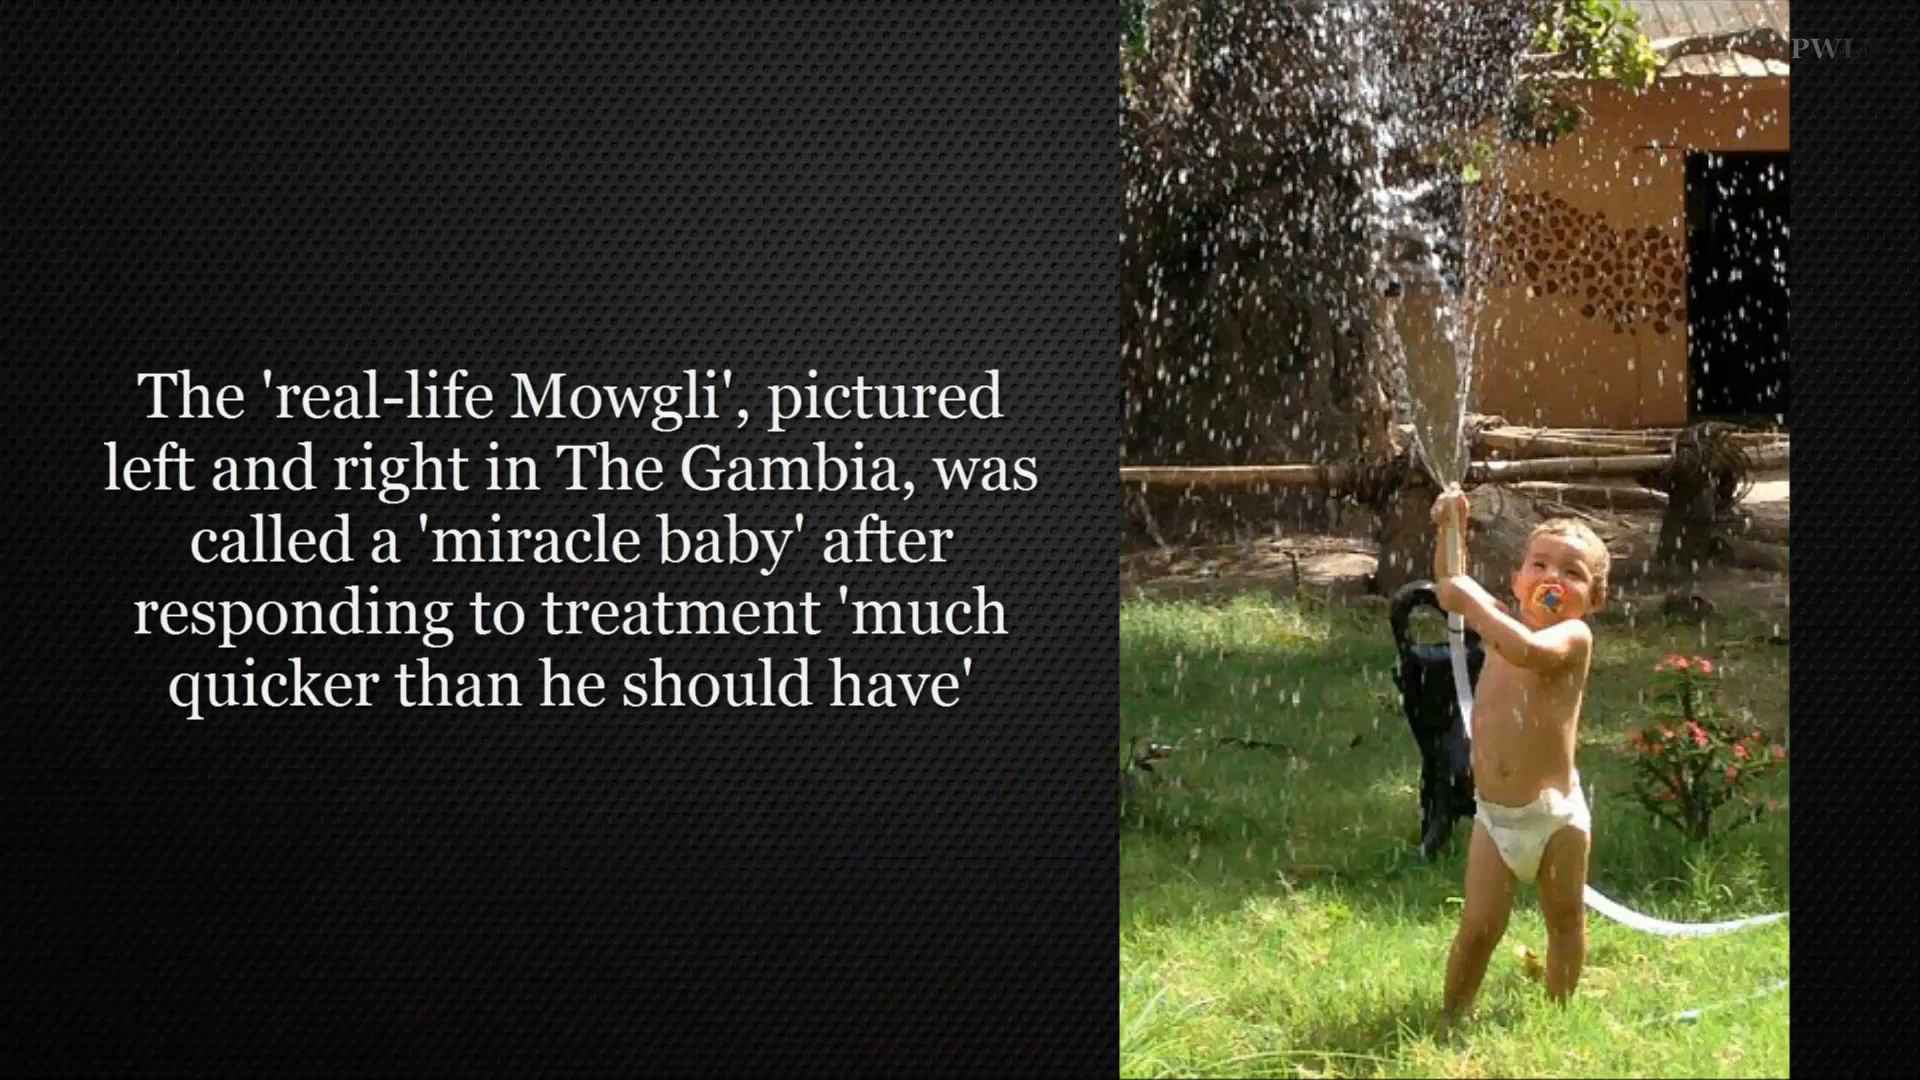 The 'real-life Mowgli', pictured
left and right in The Gambia, was
called a 'miracle baby' after
responding to treatment 'much
quicker than he should have'